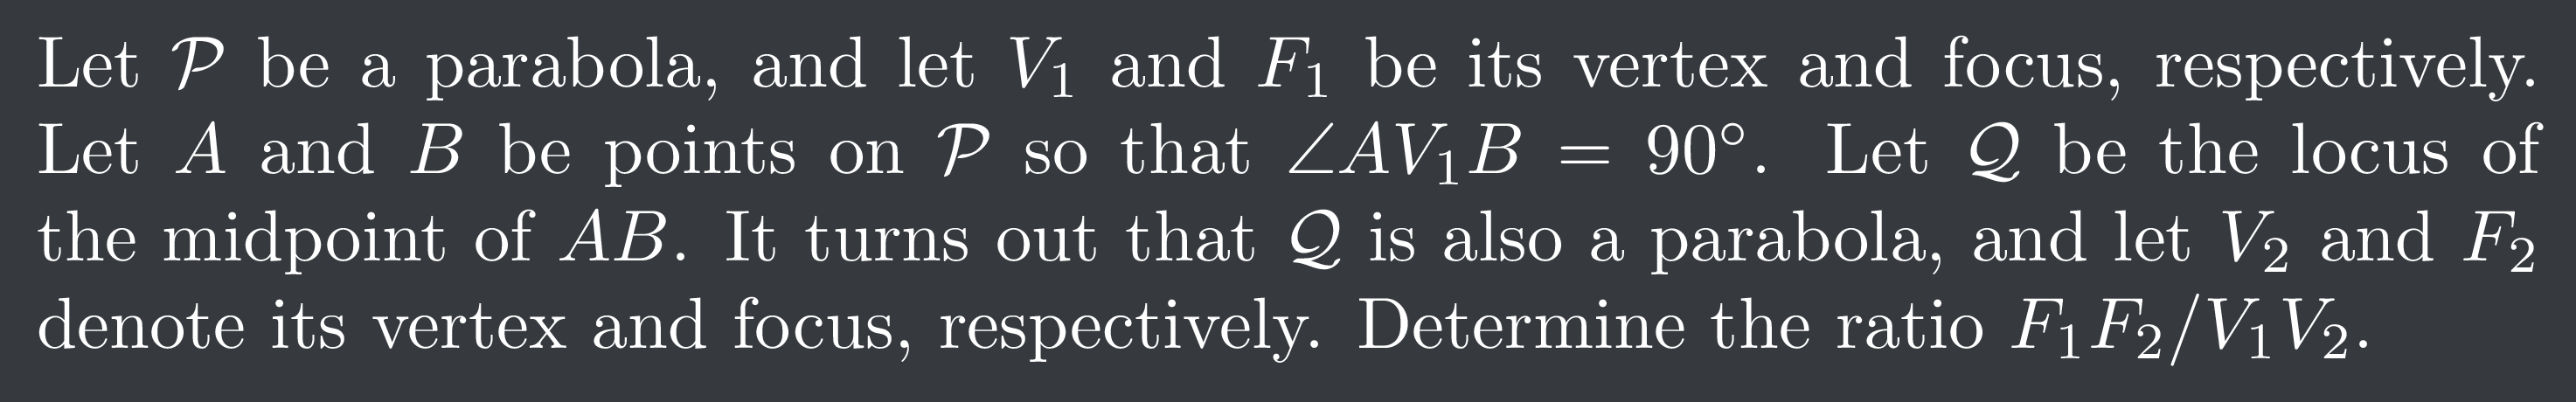 Let 𝒫 be a parabola, and let V₁ and F₁ be its vertex and focus, respectively.
Let A and B be points on 𝒫 so that ∠AV₁B = 90°. Let 𝒬 be the locus of
the midpoint of AB. It turns out that 𝒬 is also a parabola, and let V₂ and F₂
denote its vertex and focus, respectively. Determine the ratio F₁F₂/V₁V₂.